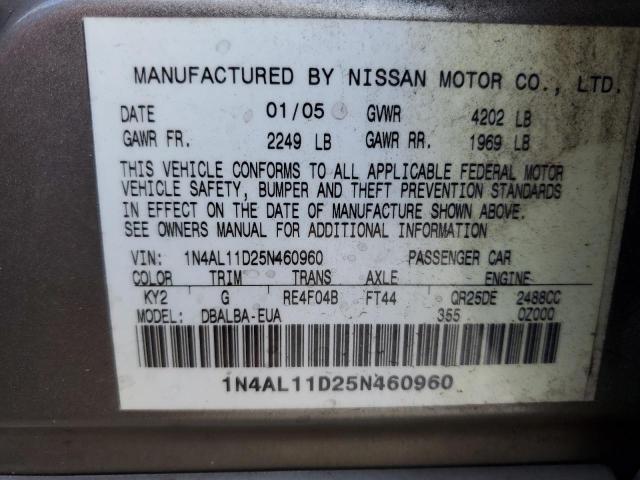 MANUFACTURED BY NISSAN MOTOR CO., LTD.
DATE 01/05 GVWR 4202 LB
GAWR FR. 2249 LB GAWR RR. 1969 LB
THIS VEHICLE CONFORMS TO ALL APPLICABLE FEDERAL MOTOR
VEHICLE SAFETY, BUMPER AND THEFT PREVENTION STANDARDS
IN EFFECT ON THE DATE OF MANUFACTURE SHOWN ABOVE.
SEE OWNERS MANUAL FOR ADDITIONAL INFORMATION
VIN: 1N4AL11D25N460960 PASSENGER CAR
COLOR TRIM TRANS AXLE ENGINE
KY2 G RE4F04B FT44 QR25DE 2488CC
MODEL: DBALBA-EUA 355 0Z000
1N4AL11D25N460960